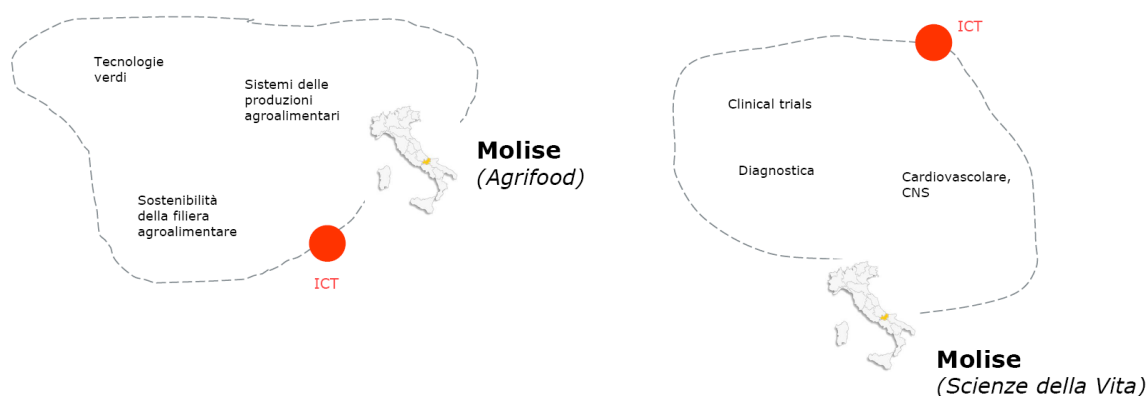 Tecnologie
verdi
Sistemi delle
produzioni
agroalimentari
Molise
(Agrifood)
Sostenibilità
della filiera
agroalimentare
ICT
ICT
Clinical trials
Diagnostica
Cardiovascolare,
CNS
Molise
(Scienze della Vita)